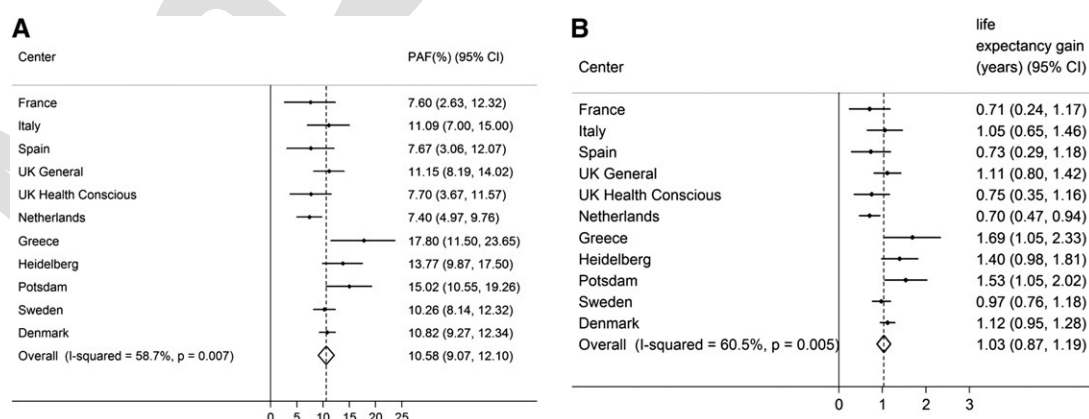 A
Center PAF(%) (95% CI)
France 7.60 (2.63, 12.32)
Italy 11.09 (7.00, 15.00)
Spain 7.67 (3.06, 12.07)
UK General 11.15 (8.19, 14.02)
UK Health Conscious 7.70 (3.67, 11.57)
Netherlands 7.40 (4.97, 9.76)
Greece 17.80 (11.50, 23.65)
Heidelberg 13.77 (9.87, 17.50)
Potsdam 15.02 (10.55, 19.26)
Sweden 10.26 (8.14, 12.32)
Denmark 10.82 (9.27, 12.34)
Overall (I-squared = 58.7%, p = 0.007) 10.58 (9.07, 12.10)
0 5 10 15 20 25
B
life
expectancy gain
Center (years) (95% CI)
France 0.71 (0.24, 1.17)
Italy 1.05 (0.65, 1.46)
Spain 0.73 (0.29, 1.18)
UK General 1.11 (0.80, 1.42)
UK Health Conscious 0.75 (0.35, 1.16)
Netherlands 0.70 (0.47, 0.94)
Greece 1.69 (1.05, 2.33)
Heidelberg 1.40 (0.98, 1.81)
Potsdam 1.53 (1.05, 2.02)
Sweden 0.97 (0.76, 1.18)
Denmark 1.12 (0.95, 1.28)
Overall (I-squared = 60.5%, p = 0.005) 1.03 (0.87, 1.19)
0 1 2 3